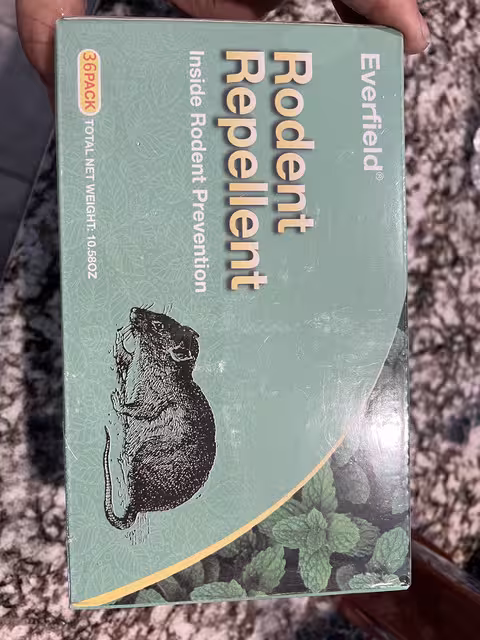 Everfield®
Rodent
Repellent
Inside Rodent Prevention
36PACK TOTAL NET WEIGHT: 10.58OZ